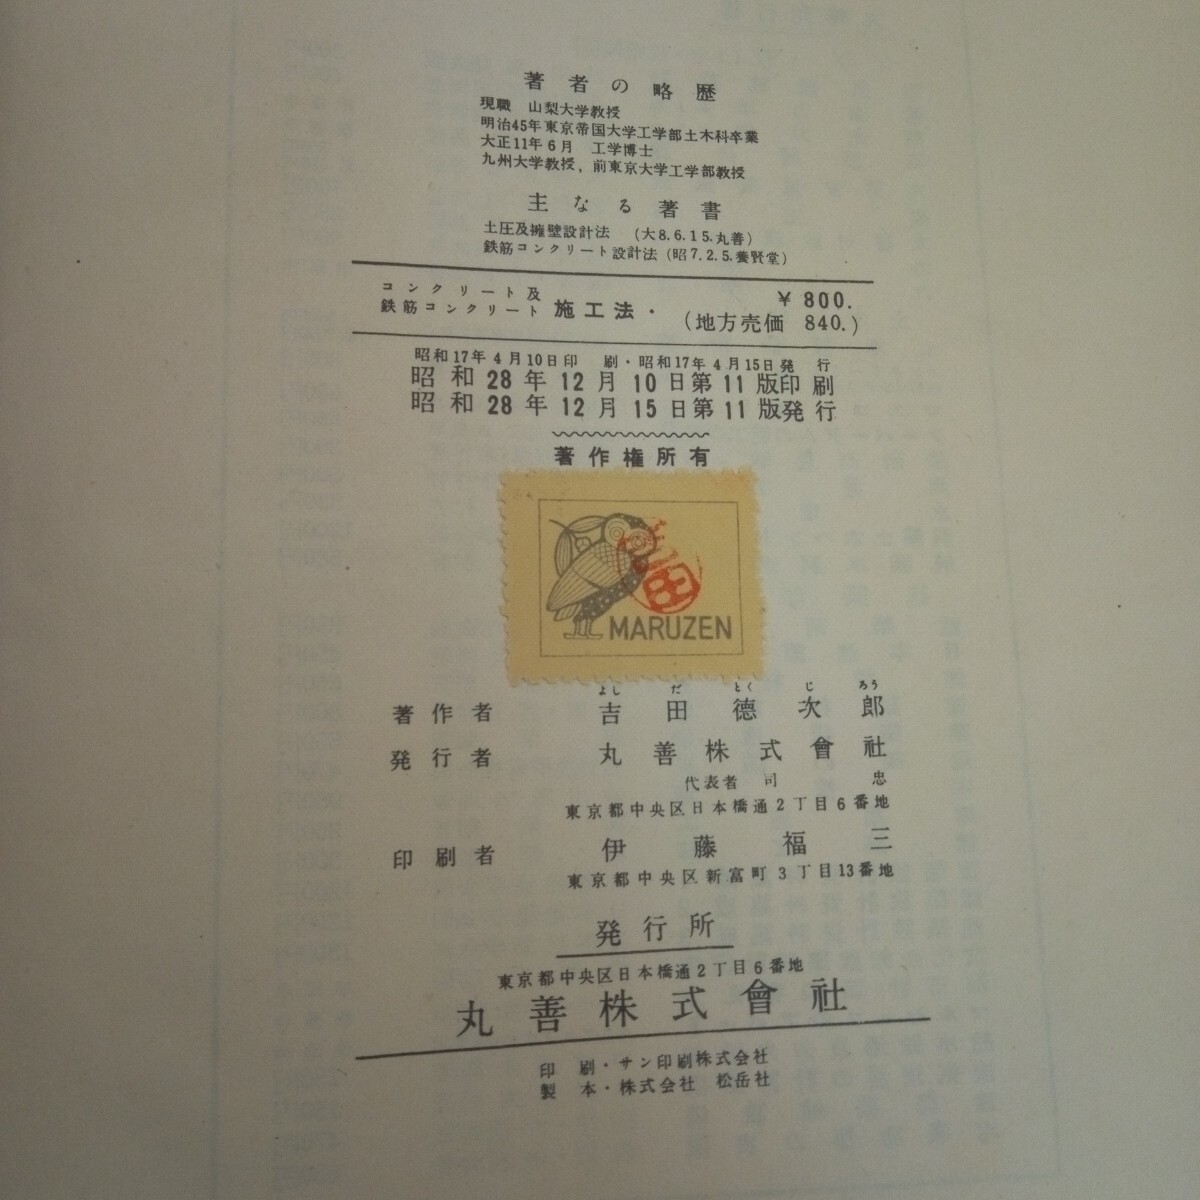 著者の略歴
現職 山梨大学教授
明治45年東京帝国大学工学部土木科卒業
大正11年6月 工学博士
九州大学教授，前東京大学工学部教授
主なる著書
土圧及擁壁設計法 (大8.6.15.丸善)
鉄筋コンクリート設計法(昭7.2.5.養賢堂)
コンクリート及
鉄筋コンクリート 施工法・
¥ 800.
(地方売価 840.)
昭和17年4月10日印 刷・昭和17年4月15日発 行
昭和28年12月10日第11版印刷
昭和28年12月15日第11版発行
著作権所有
MARUZEN
よしだとくじろう
著作者 吉田徳次郎
発行者 丸善株式會社
代表者 司 忠
東京都中央区日本橋通2丁目6番地
印刷者 伊藤福三
東京都中央区新富町3丁目13番地
発行所
東京都中央区日本橋通2丁目6番地
丸善株式會社
印 刷・サン印刷株式会社
製 本・株式会社 松岳社